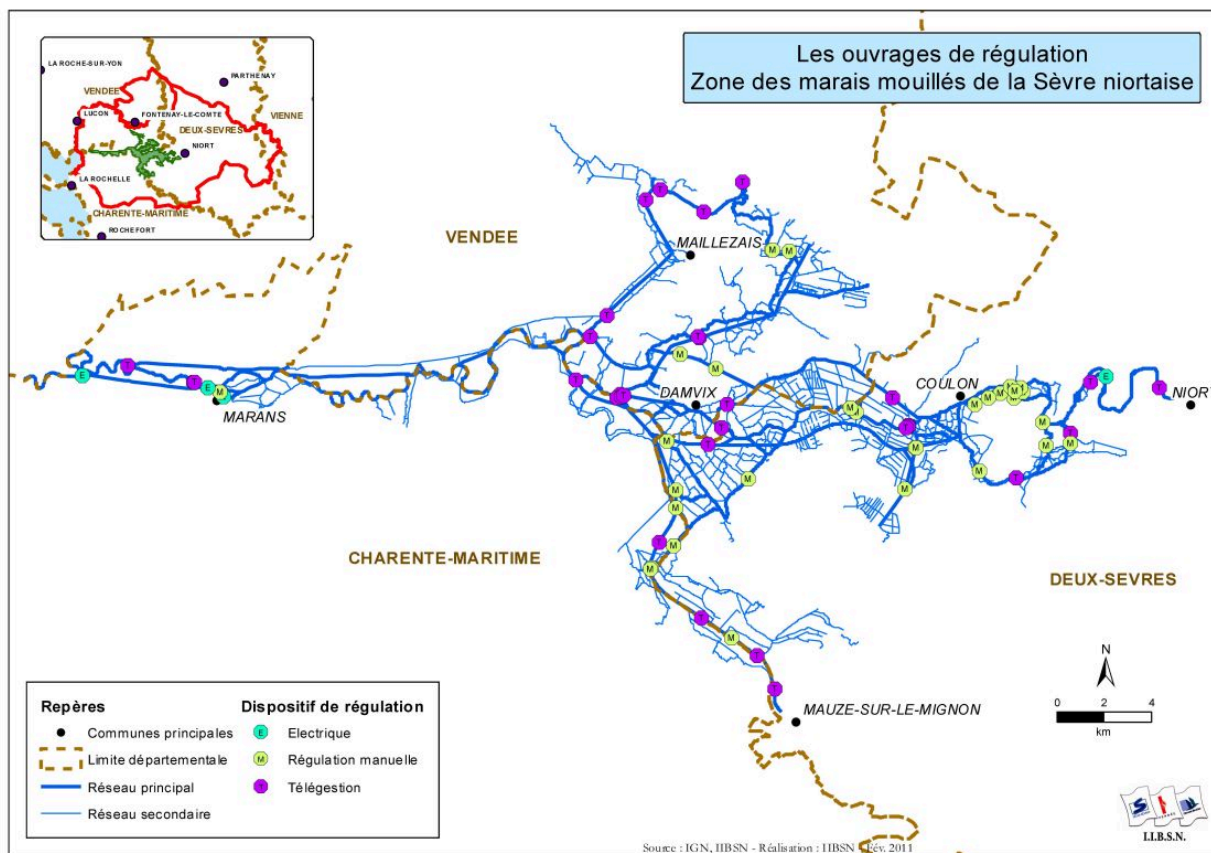 Les ouvrages de régulation
Zone des marais mouillés de la Sèvre niortaise
LA ROCHE-SUR-YON
PARTHENAY
VENDEE
VIENNE
LUCON
FONTENAY-LE-COMTE
DEUX-SEVRES
NIORT
LA ROCHELLE
CHARENTE-MARITIME
ROCHEFORT
VENDEE
MAILLEZAIS
MARANS
DAMVIX
COULON
NIORT
CHARENTE-MARITIME
DEUX-SEVRES
MAUZE-SUR-LE-MIGNON
N
0 2 4
km
Repères
Communes principales
Limite départementale
Réseau principal
Réseau secondaire
Dispositif de régulation
E Electrique
M Régulation manuelle
T Télégestion
I.I.B.S.N.
Source : IGN, IIBSN - Réalisation : IIBSN - Fév. 2011